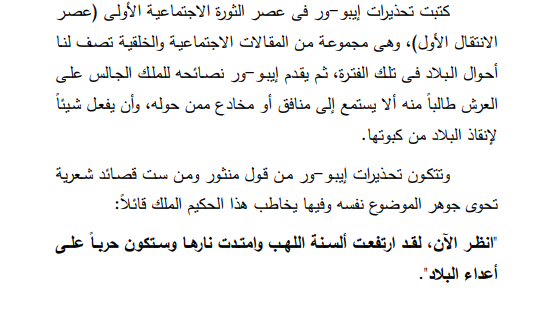 كتبت تحذيرات إيبو-ور فى عصر الثورة الاجتماعية الأولى (عصر
الانتقال الأول)، وهى مجموعة من المقالات الاجتماعية والخلقية تصف لنا
أحوال البلاد فى تلك الفترة، ثم يقدم إيبو-ور نصائحه للملك الجالس على
العرش طالباً منه ألا يستمع إلى منافق أو مخادع ممن حوله، وأن يفعل شيئاً
لإنقاذ البلاد من كبوتها.
وتتكون تحذيرات إيبو-ور من قول منثور ومن ست قصائد شعرية
تحوى جوهر الموضوع نفسه وفيها يخاطب هذا الحكيم الملك قائلاً:
"انظر الآن، لقد ارتفعت ألسنة اللهب وامتدت نارها وستكون حرباً على
أعداء البلاد".